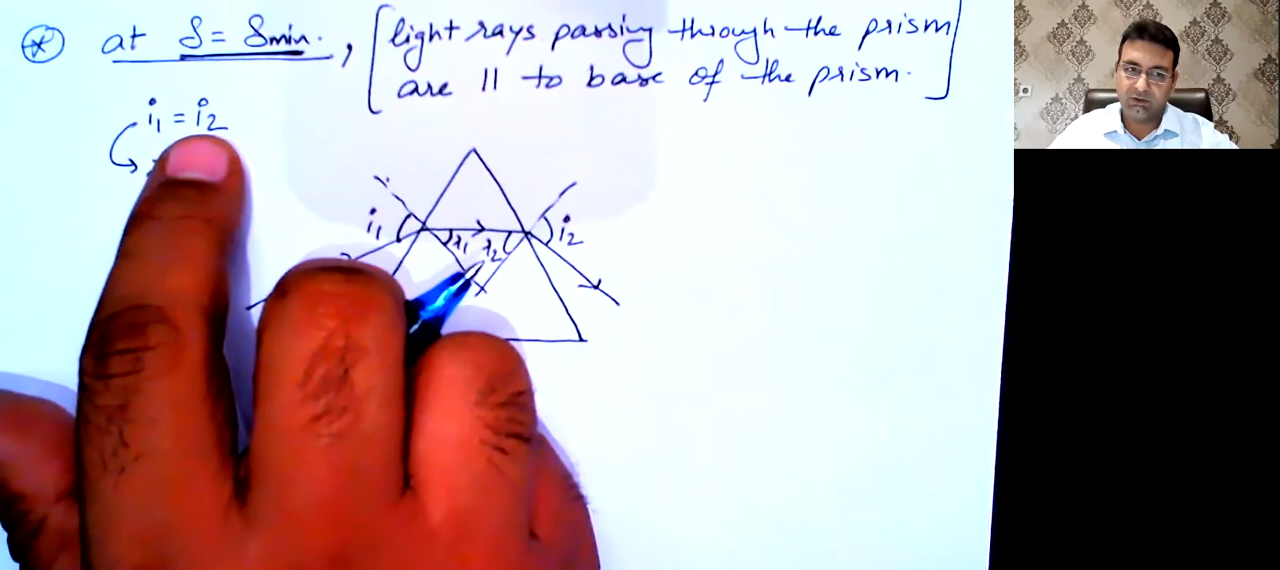 * at δ = δmin. , [light rays passing through the prism
are || to base of the prism.]
i₁ = i₂
i₁
r₁
r₂
i₂